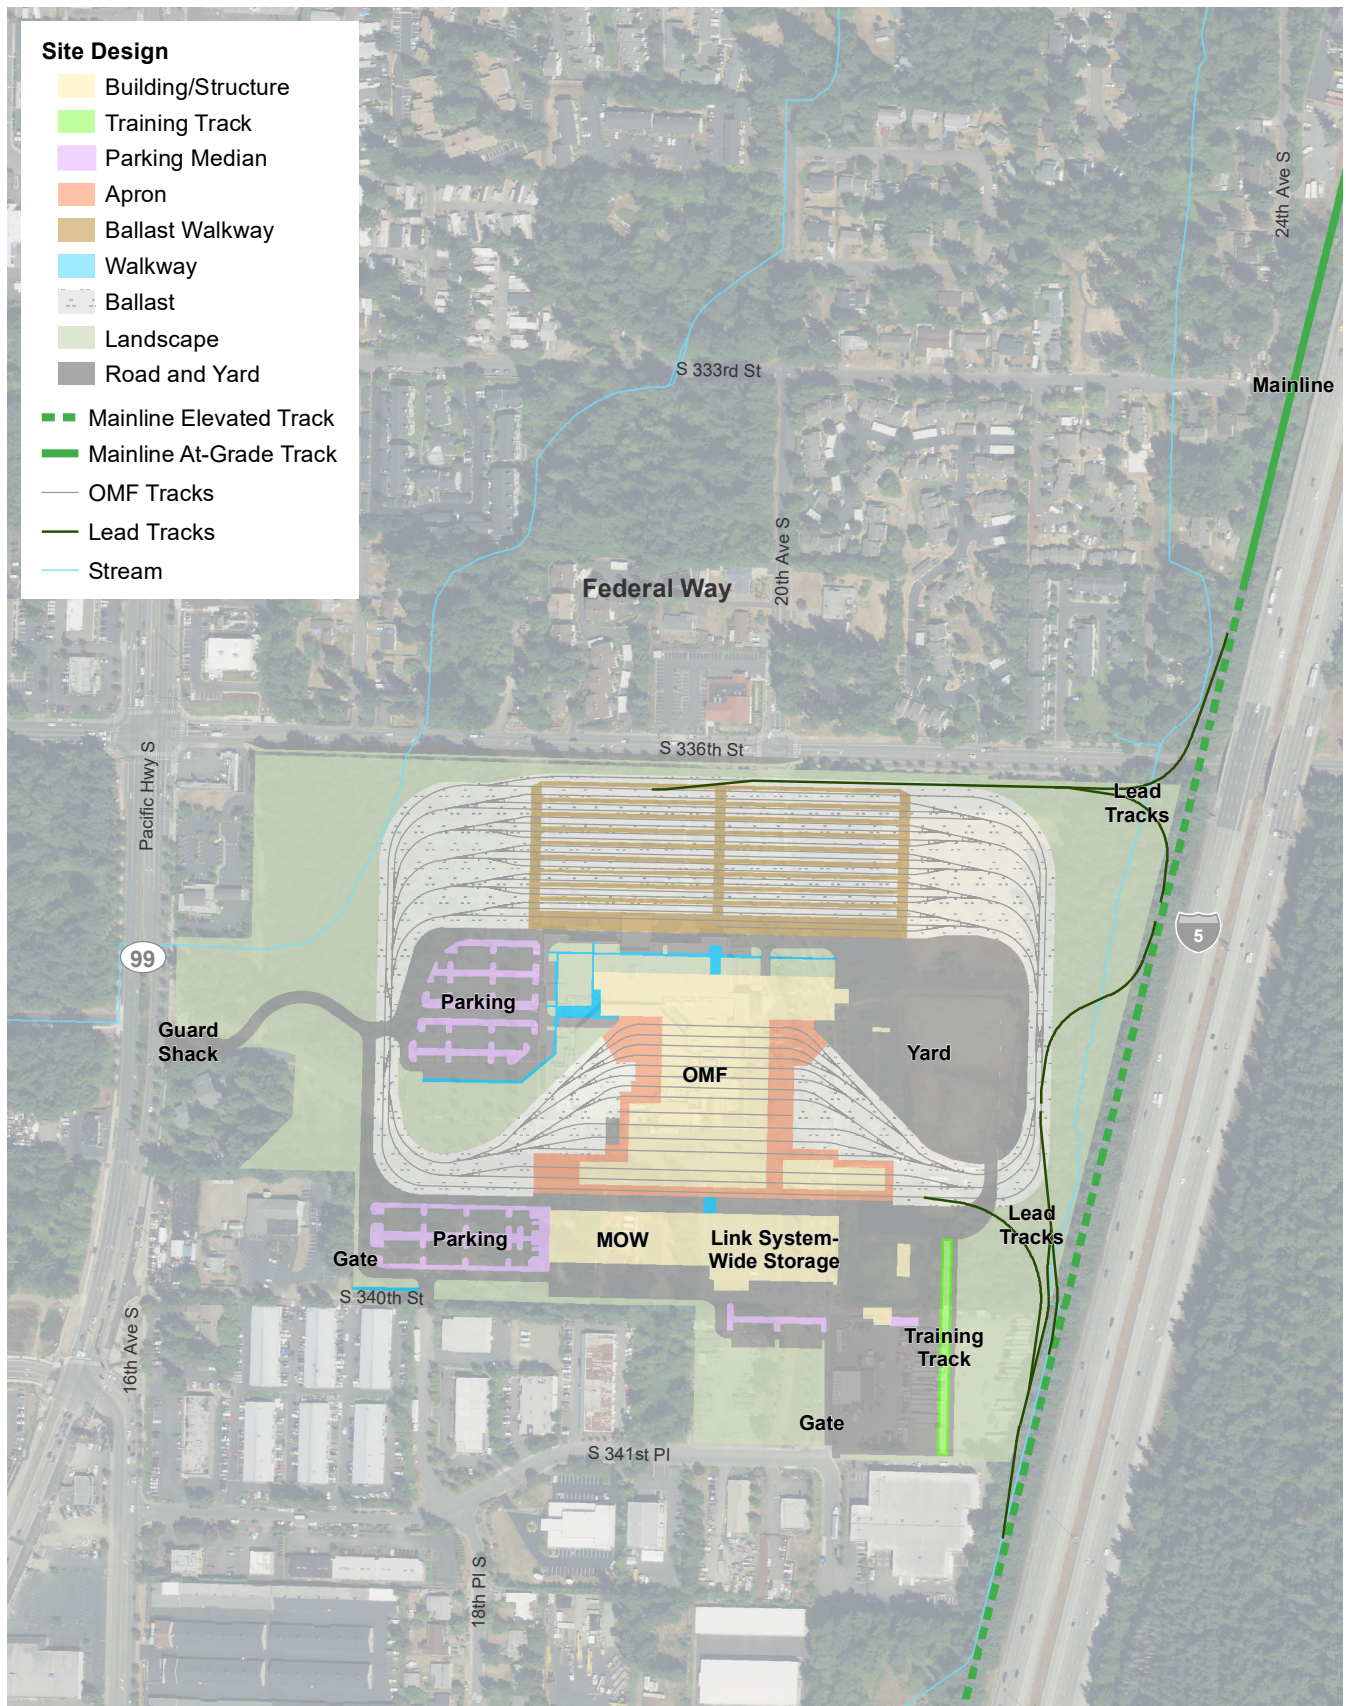 Site Design
Building/Structure
Training Track
Parking Median
Apron
Ballast Walkway
Walkway
Ballast
Landscape
Road and Yard
Mainline Elevated Track
Mainline At-Grade Track
OMF Tracks
Lead Tracks
Stream
24th Ave S
S 333rd St
Mainline
20th Ave S
Federal Way
Pacific Hwy S
S 336th St
Lead
Tracks
5
99
Parking
Guard
Shack
Yard
OMF
Lead
Tracks
Parking
MOW
Link System-
Wide Storage
Gate
S 340th St
16th Ave S
Training
Track
Gate
S 341st Pl
18th Pl S